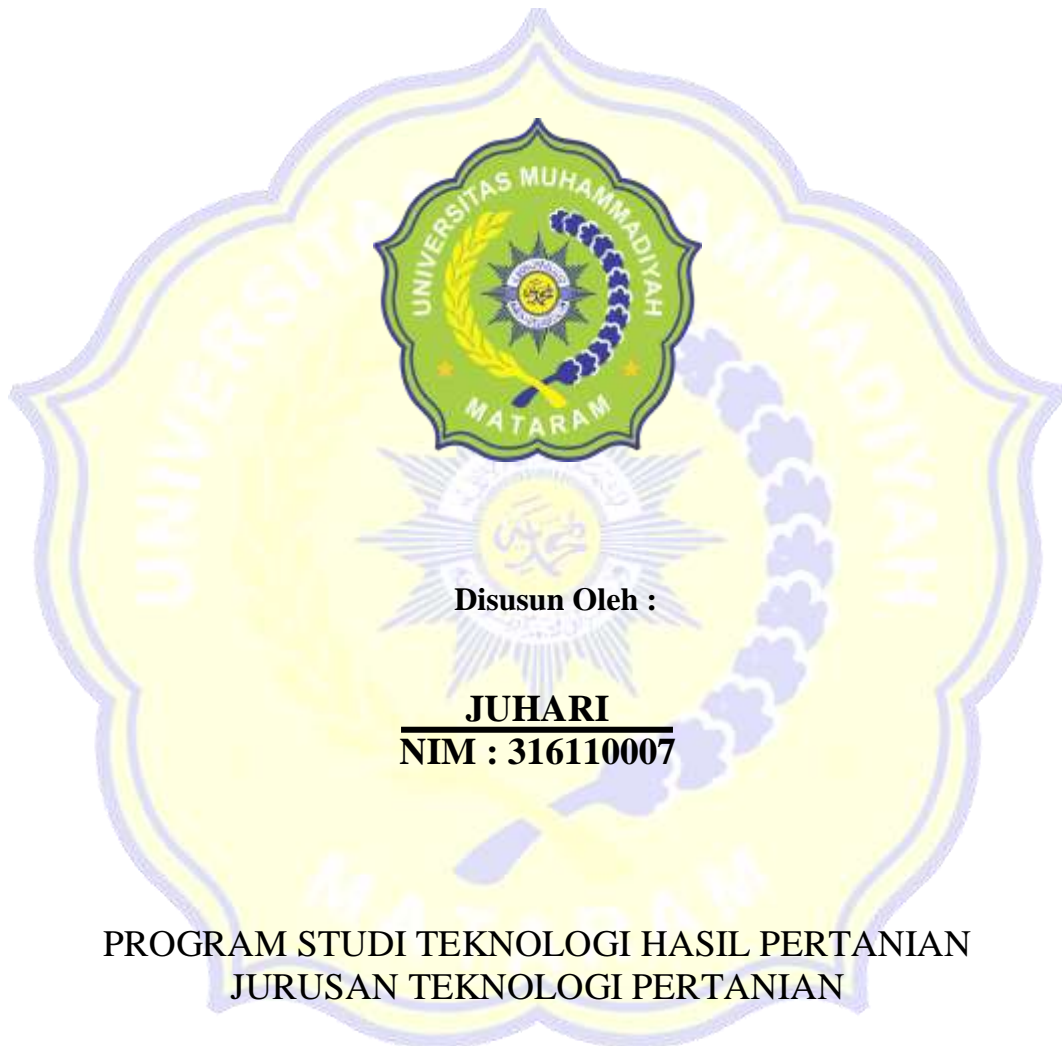 UNIVERSITAS MUHAMMADIYAH
MATARAM
Disusun Oleh :
JUHARI
NIM : 316110007
PROGRAM STUDI TEKNOLOGI HASIL PERTANIAN
JURUSAN TEKNOLOGI PERTANIAN